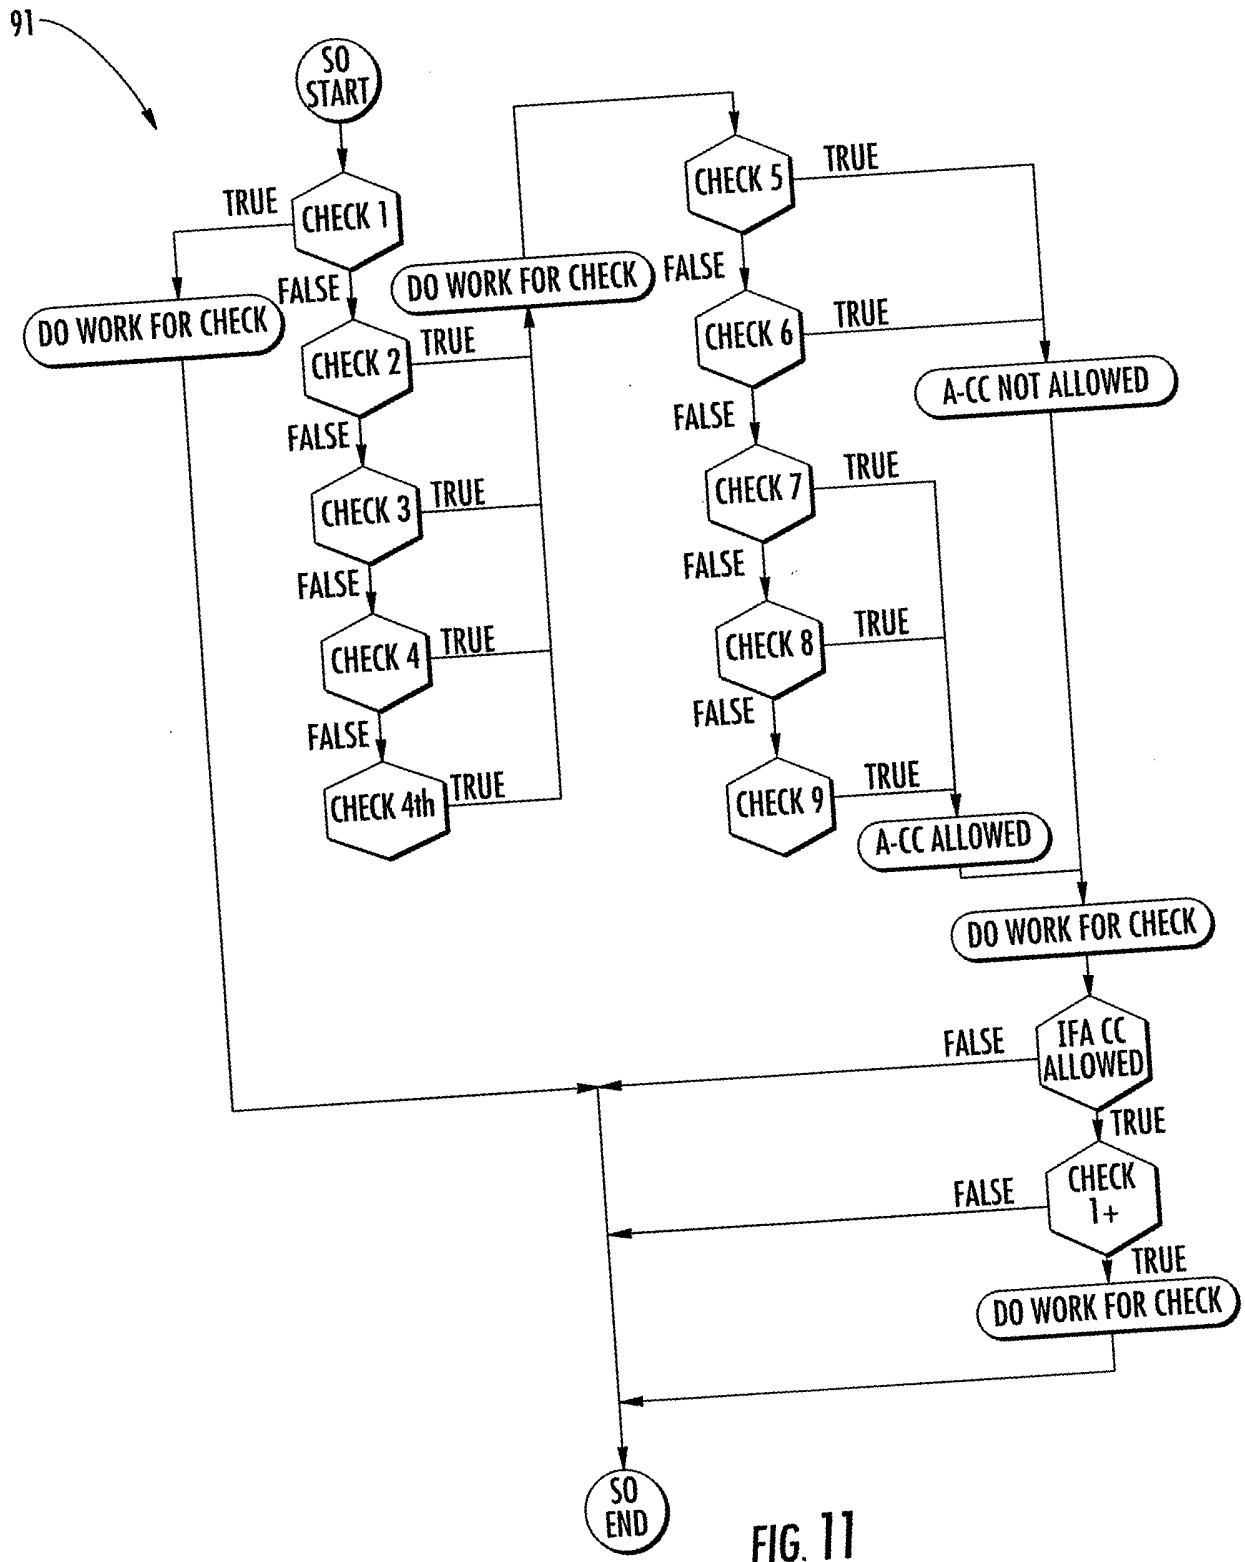 91
SO
START
TRUE
CHECK 1
FALSE
DO WORK FOR CHECK
CHECK 2
TRUE
FALSE
CHECK 3
TRUE
FALSE
CHECK 4
TRUE
FALSE
CHECK 4th
TRUE
DO WORK FOR CHECK
CHECK 5
TRUE
FALSE
CHECK 6
TRUE
A-CC NOT ALLOWED
FALSE
CHECK 7
TRUE
FALSE
CHECK 8
TRUE
FALSE
CHECK 9
TRUE
A-CC ALLOWED
DO WORK FOR CHECK
IFA CC
ALLOWED
FALSE
TRUE
CHECK
1+
FALSE
TRUE
DO WORK FOR CHECK
SO
END
FIG. 11